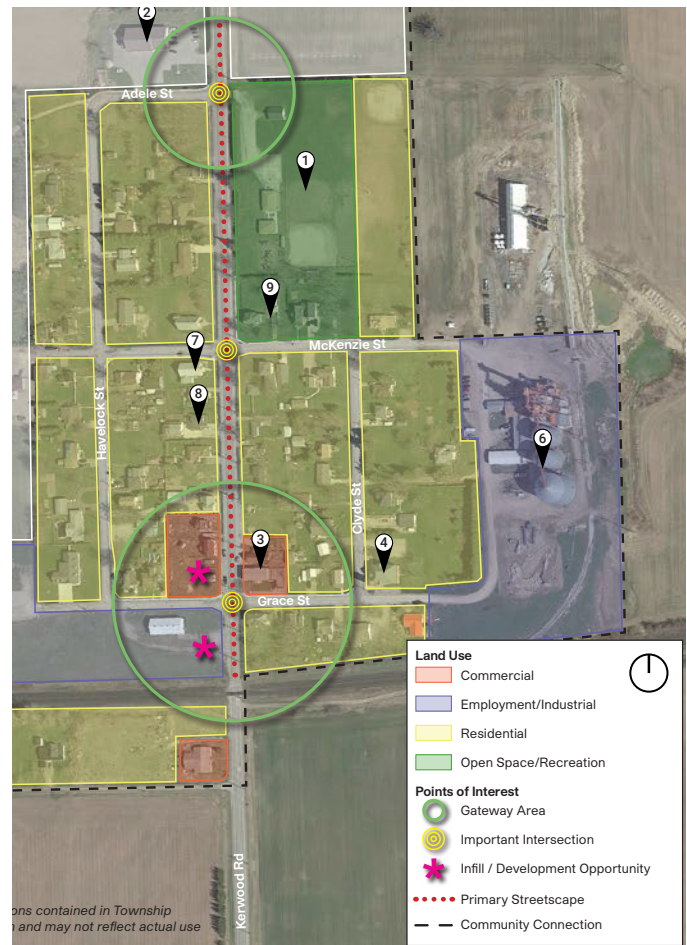 2
Adele St
1
9
McKenzie St
7
8
Havelock St
6
Clyde St
3
4
Grace St
Land Use
Commercial
Employment/Industrial
Residential
Open Space/Recreation
Points of Interest
Gateway Area
Important Intersection
Infill / Development Opportunity
Primary Streetscape
Community Connection
Kerwood Rd
ons contained in Township
and may not reflect actual use